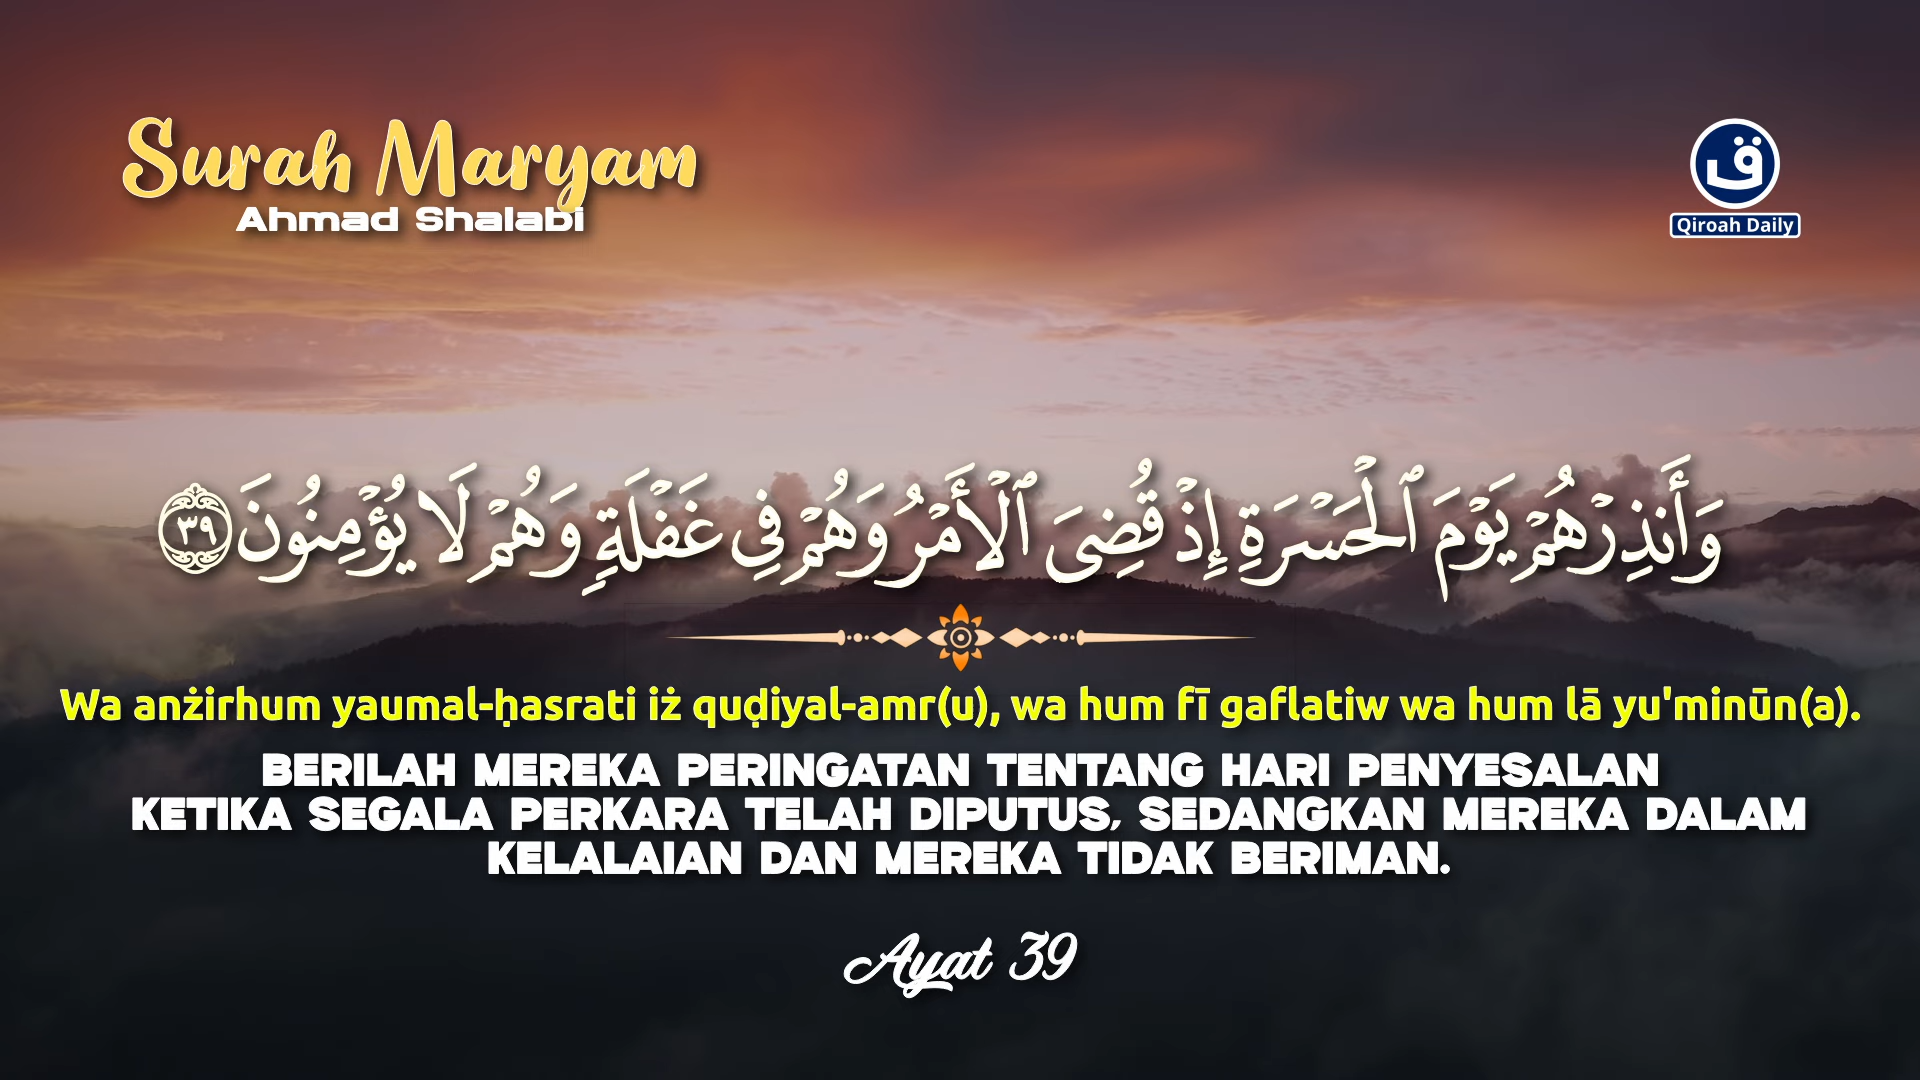 Surah Maryam
Ahmad Shalabi
ق
Qiroah Daily
وَأَنذِرْهُمْ يَوْمَ ٱلْحَسْرَةِ إِذْ قُضِىَ ٱلْأَمْرُ وَهُمْ فِى غَفْلَةٍ وَهُمْ لَا يُؤْمِنُونَ ٣٩
Wa anżirhum yaumal-ḥasrati iż quḍiyal-amr(u), wa hum fī gaflatiw wa hum lā yu'minūn(a).
BERILAH MEREKA PERINGATAN TENTANG HARI PENYESALAN
KETIKA SEGALA PERKARA TELAH DIPUTUS, SEDANGKAN MEREKA DALAM
KELALAIAN DAN MEREKA TIDAK BERIMAN.
Ayat 39